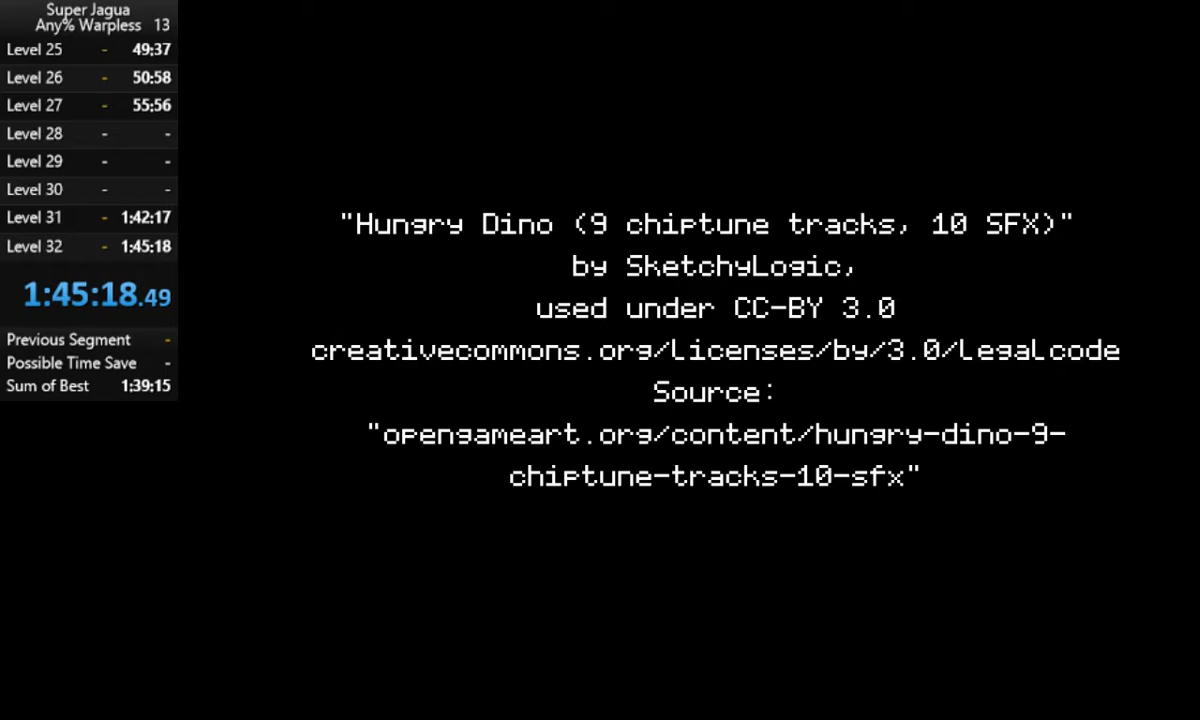 Super Jagua
Any% Warpless 13
Level 25 - 49:37
Level 26 - 50:58
Level 27 - 55:56
Level 28 - -
Level 29 - -
Level 30 - -
Level 31 - 1:42:17
Level 32 - 1:45:18
1:45:18.49
Previous Segment -
Possible Time Save -
Sum of Best 1:39:15
"Hungry Dino (9 chiptune tracks, 10 SFX)"
by SketchyLogic,
used under CC-BY 3.0
creativecommons.org/licenses/by/3.0/legalcode
Source:
"opengameart.org/content/hungry-dino-9-
chiptune-tracks-10-sfx"